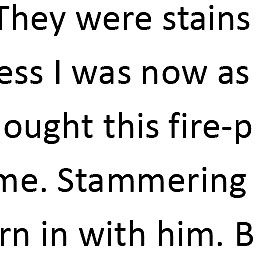 They were stains
ess I was now as
ought this fire-p
me. Stammering
rn in with him. B